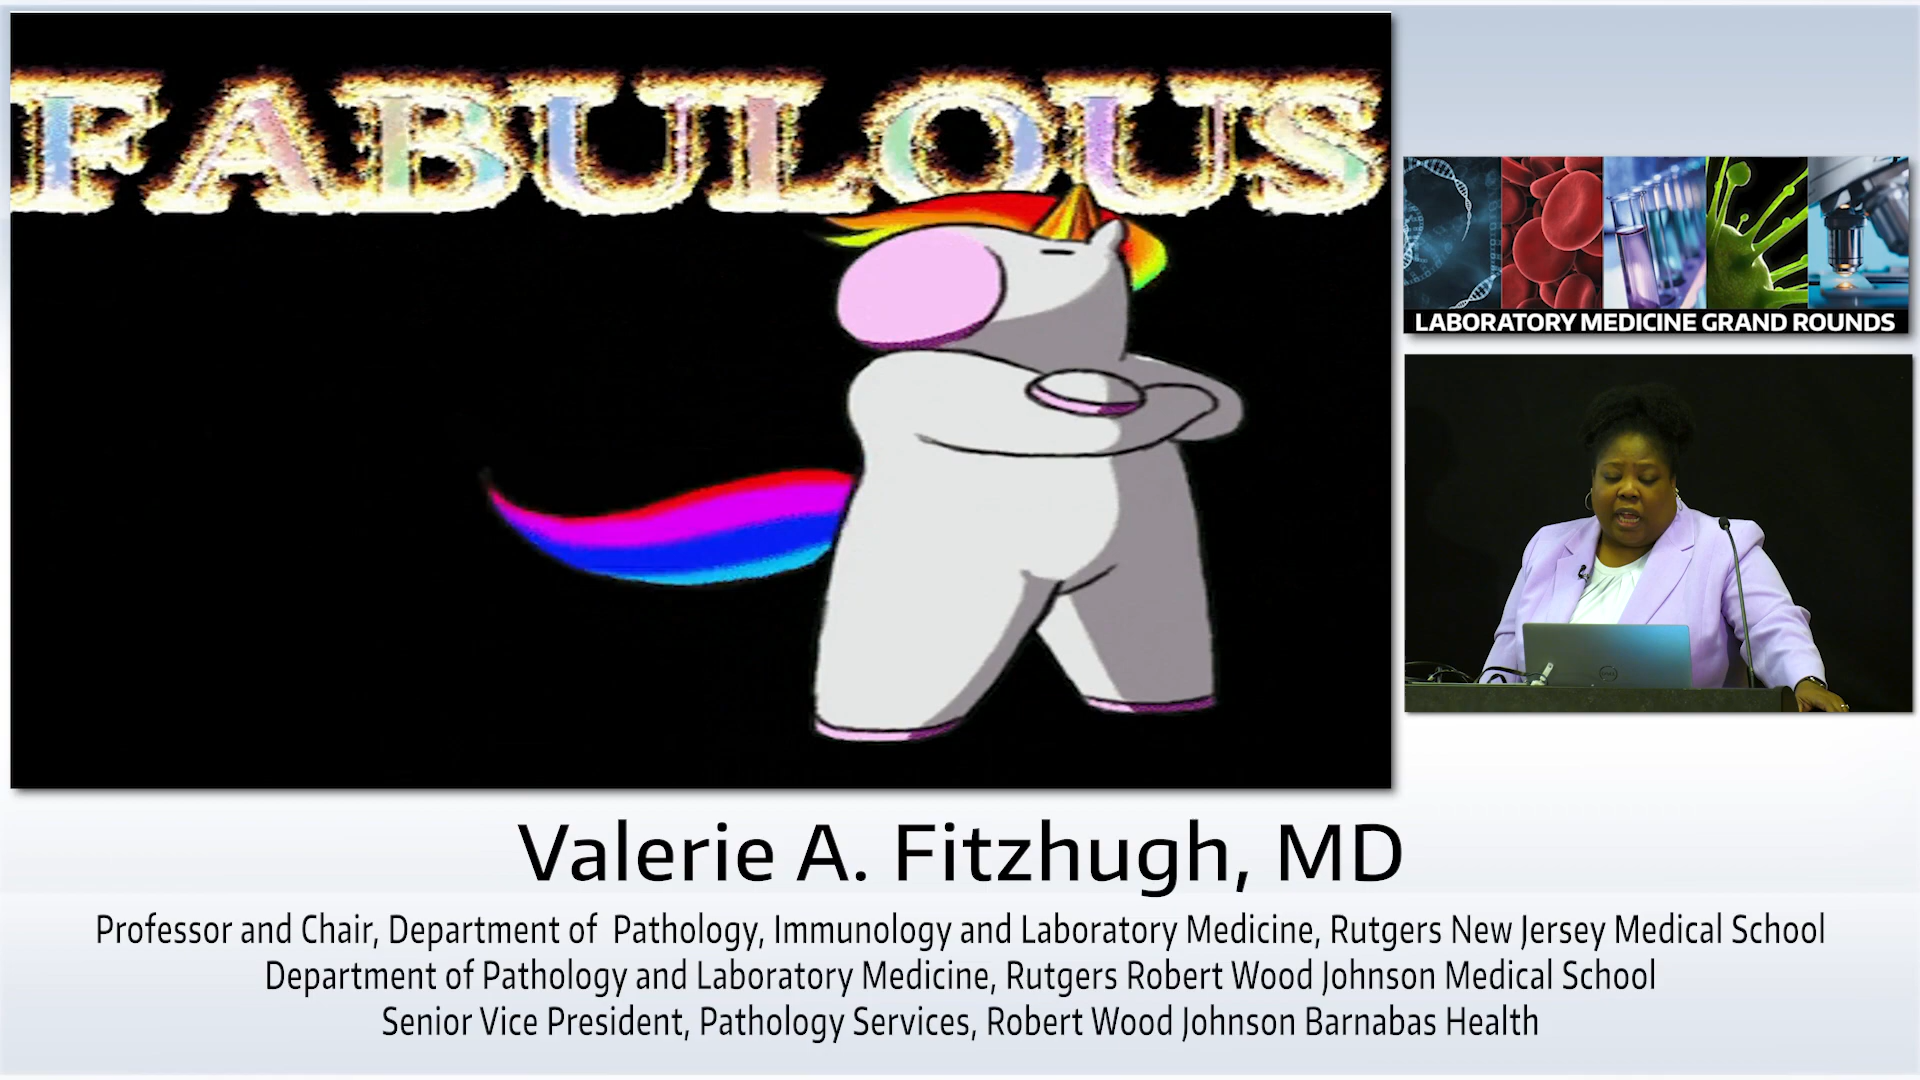 FABULOUS
LABORATORY MEDICINE GRAND ROUNDS
Valerie A. Fitzhugh, MD
Professor and Chair, Department of Pathology, Immunology and Laboratory Medicine, Rutgers New Jersey Medical School
Department of Pathology and Laboratory Medicine, Rutgers Robert Wood Johnson Medical School
Senior Vice President, Pathology Services, Robert Wood Johnson Barnabas Health